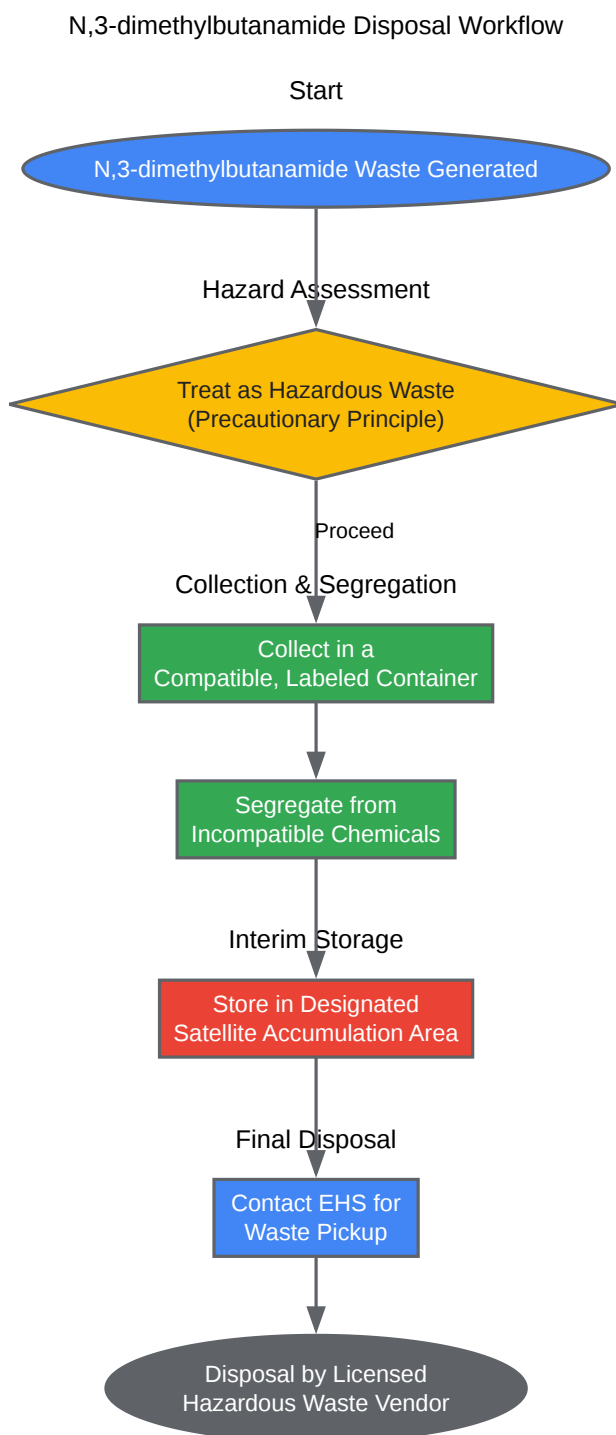 N,3-dimethylbutanamide Disposal Workflow
Start
N,3-dimethylbutanamide Waste Generated
Hazard Assessment
Treat as Hazardous Waste
(Precautionary Principle)
Proceed
Collection & Segregation
Collect in a
Compatible, Labeled Container
Segregate from
Incompatible Chemicals
Interim Storage
Store in Designated
Satellite Accumulation Area
Final Disposal
Contact EHS for
Waste Pickup
Disposal by Licensed
Hazardous Waste Vendor